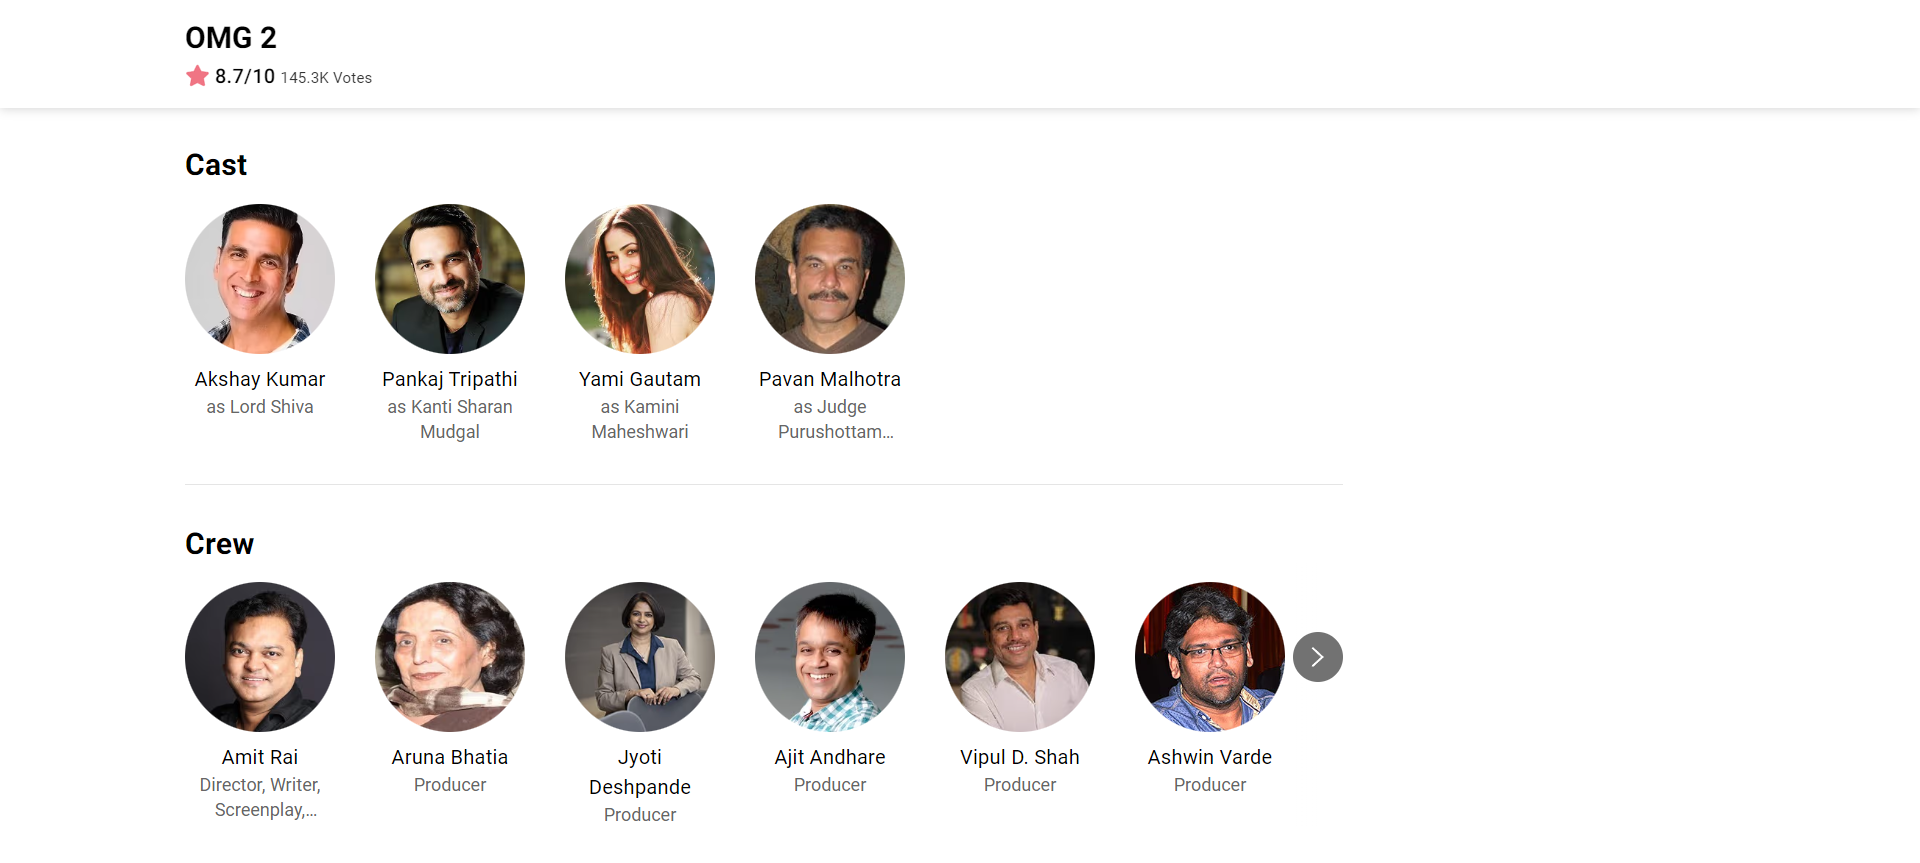 OMG 2
8.7/10 145.3K Votes
Cast
Akshay Kumar
as Lord Shiva
Pankaj Tripathi
as Kanti Sharan
Mudgal
Yami Gautam
as Kamini
Maheshwari
Pavan Malhotra
as Judge
Purushottam...
Crew
Amit Rai
Director, Writer,
Screenplay,...
Aruna Bhatia
Producer
Jyoti
Deshpande
Producer
Ajit Andhare
Producer
Vipul D. Shah
Producer
Ashwin Varde
Producer